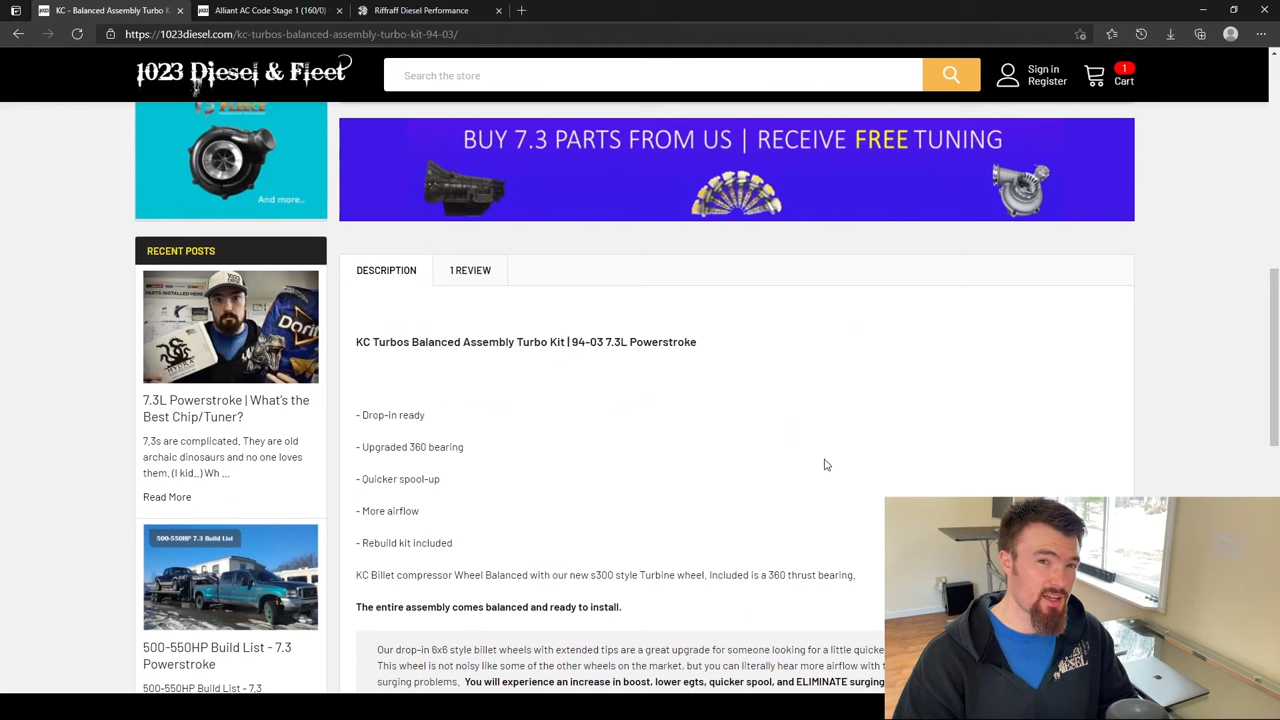 KC - Balanced Assembly Turbo K
Alliant AC Code Stage 1 (160/0)
Riffraff Diesel Performance
https://1023diesel.com/kc-turbos-balanced-assembly-turbo-kit-94-03/
1023 Diesel & Fleet
Search the store
Sign in
Register
1
Cart
And more..
BUY 7.3 PARTS FROM US | RECEIVE FREE TUNING
RECENT POSTS
7.3L Powerstroke | What's the
Best Chip/Tuner?
7.3s are complicated. They are old
archaic dinosaurs and no one loves
them. (I kid..) Wh ...
Read More
500-550HP 7.3 Build List
500-550HP Build List - 7.3
Powerstroke
500-550HP Build List - 7.3
DESCRIPTION
1 REVIEW
KC Turbos Balanced Assembly Turbo Kit | 94-03 7.3L Powerstroke
- Drop-in ready
- Upgraded 360 bearing
- Quicker spool-up
- More airflow
- Rebuild kit included
KC Billet compressor Wheel Balanced with our new s300 style Turbine wheel. Included is a 360 thrust bearing.
The entire assembly comes balanced and ready to install.
Our drop-in 6x6 style billet wheels with extended tips are a great upgrade for someone looking for a little quicke
This wheel is not noisy like some of the other wheels on the market, but you can literally hear more airflow with
surging problems. You will experience an increase in boost, lower egts, quicker spool, and ELIMINATE surging